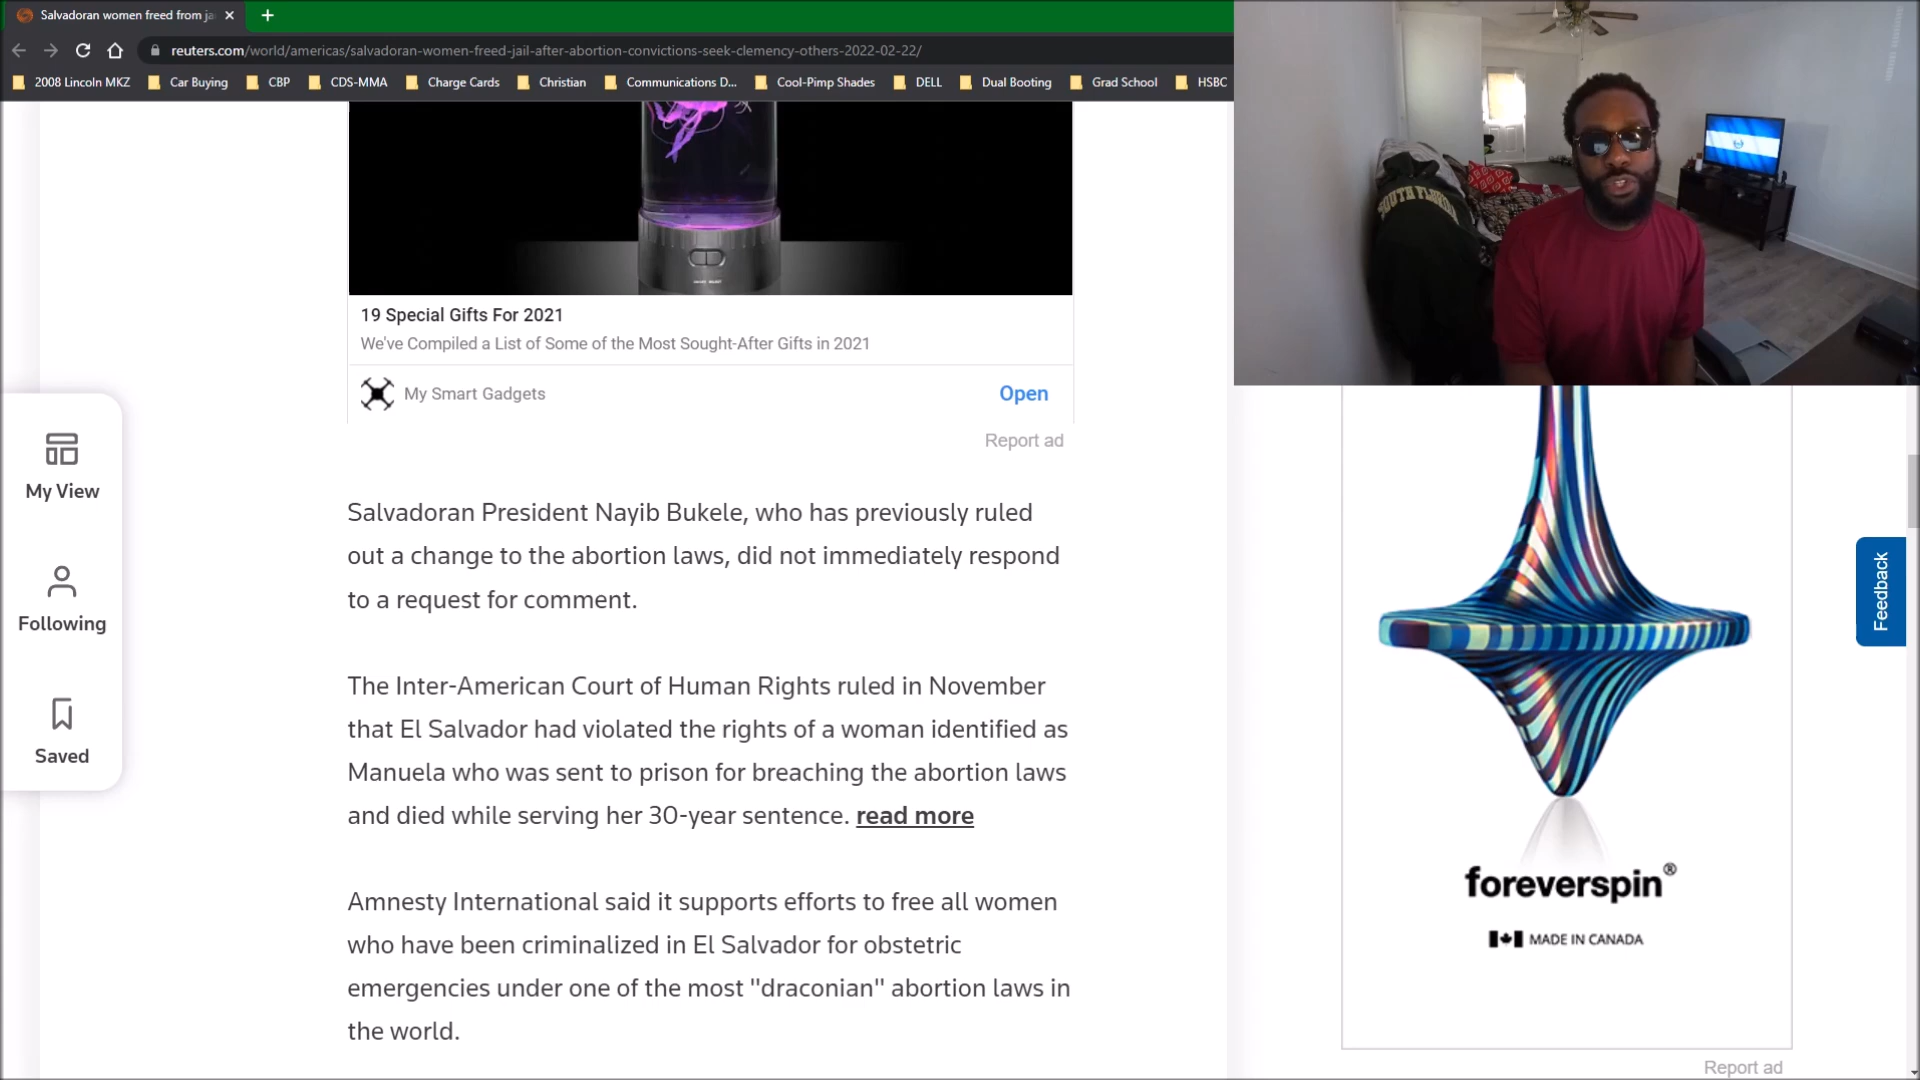 Salvadoran women freed from ja
reuters.com/world/americas/salvadoran-women-freed-jail-after-abortion-convictions-seek-clemency-others-2022-02-22/
2008 Lincoln MKZ
Car Buying
CBP
CDS-MMA
Charge Cards
Christian
Communications D...
Cool-Pimp Shades
DELL
Dual Booting
Grad School
HSBC
SOUTH FLORIDA
19 Special Gifts For 2021
We've Compiled a List of Some of the Most Sought-After Gifts in 2021
My Smart Gadgets
Open
Report ad
My View
Following
Saved
Salvadoran President Nayib Bukele, who has previously ruled
out a change to the abortion laws, did not immediately respond
to a request for comment.
The Inter-American Court of Human Rights ruled in November
that El Salvador had violated the rights of a woman identified as
Manuela who was sent to prison for breaching the abortion laws
and died while serving her 30-year sentence. read more
Amnesty International said it supports efforts to free all women
who have been criminalized in El Salvador for obstetric
emergencies under one of the most "draconian" abortion laws in
the world.
Feedback
foreverspin®
MADE IN CANADA
Report ad